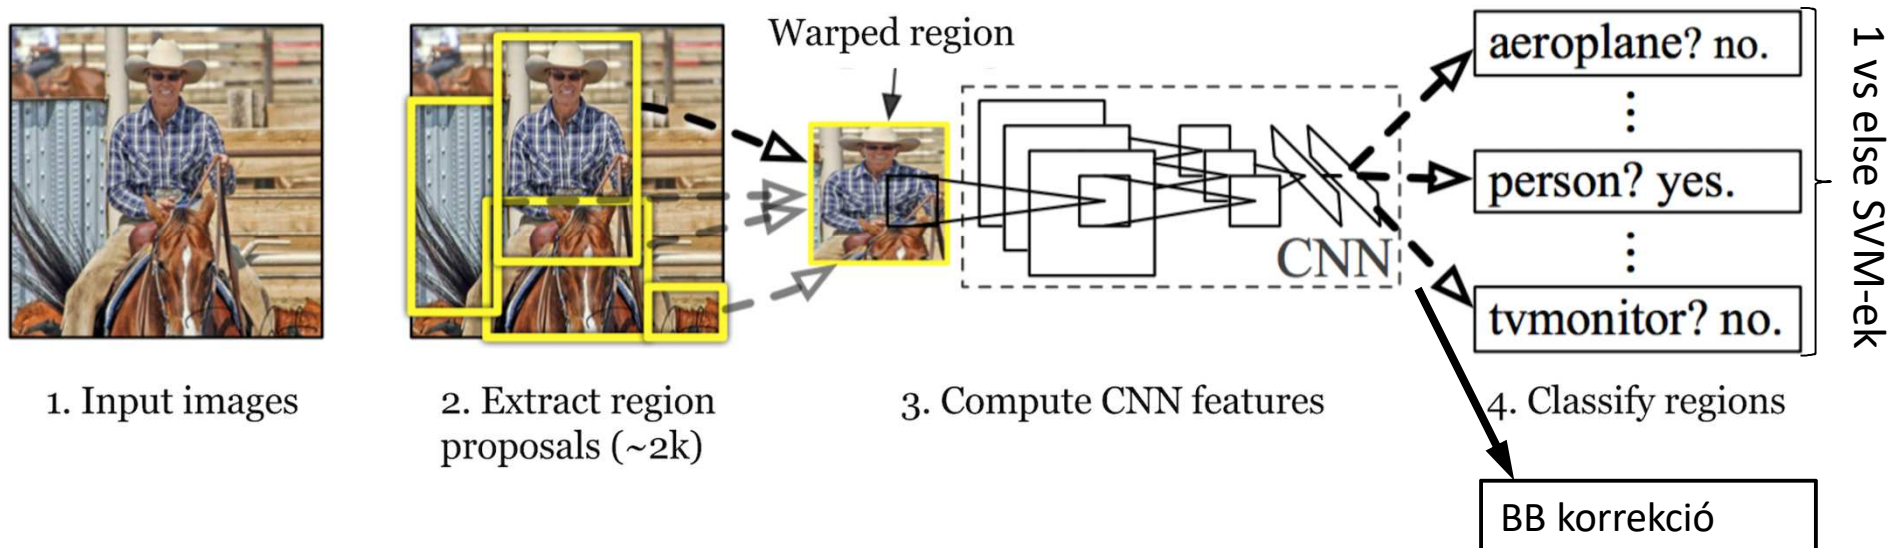 Warped region
aeroplane? no.
person? yes.
tvmonitor? no.
CNN
1 vs else SVM-ek
1. Input images
2. Extract region
proposals (~2k)
3. Compute CNN features
4. Classify regions
BB korrekció